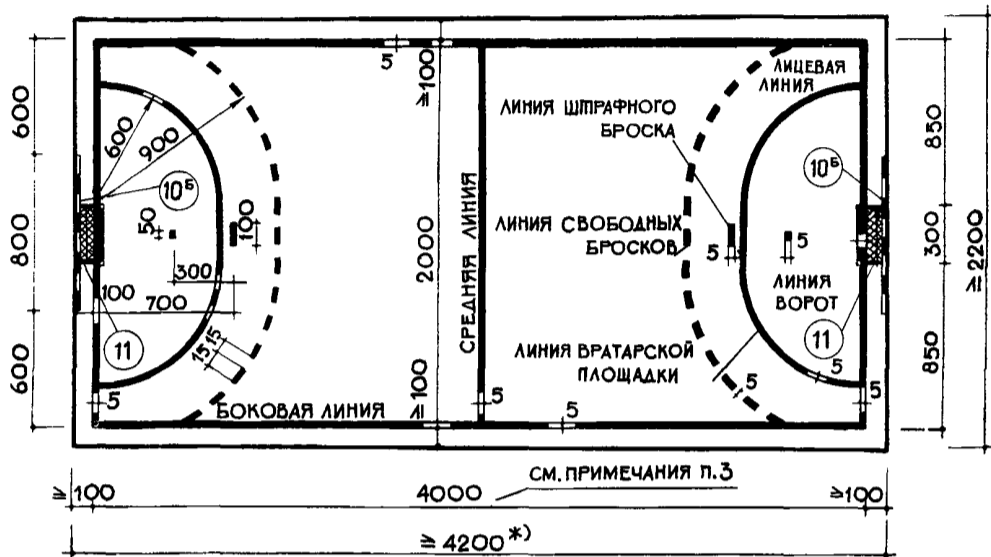 5
⩾100
ЛИЦЕВАЯ
ЛИНИЯ
600
600
900
ЛИНИЯ ШТРАФНОГО
БРОСКА
850
10Б
10Б
50
100
800
300
ЛИНИЯ СВОБОДНЫХ
БРОСКОВ
5
5
300
⩾2200
2000
СРЕДНЯЯ ЛИНИЯ
100
700
ЛИНИЯ
ВОРОТ
11
15
15
11
600
ЛИНИЯ ВРАТАРСКОЙ
ПЛОЩАДКИ
850
5
5
5
5
БОКОВАЯ ЛИНИЯ
⩾100
5
5
СМ. ПРИМЕЧАНИЯ П.3
⩾100
4000
⩾100
⩾4200*)